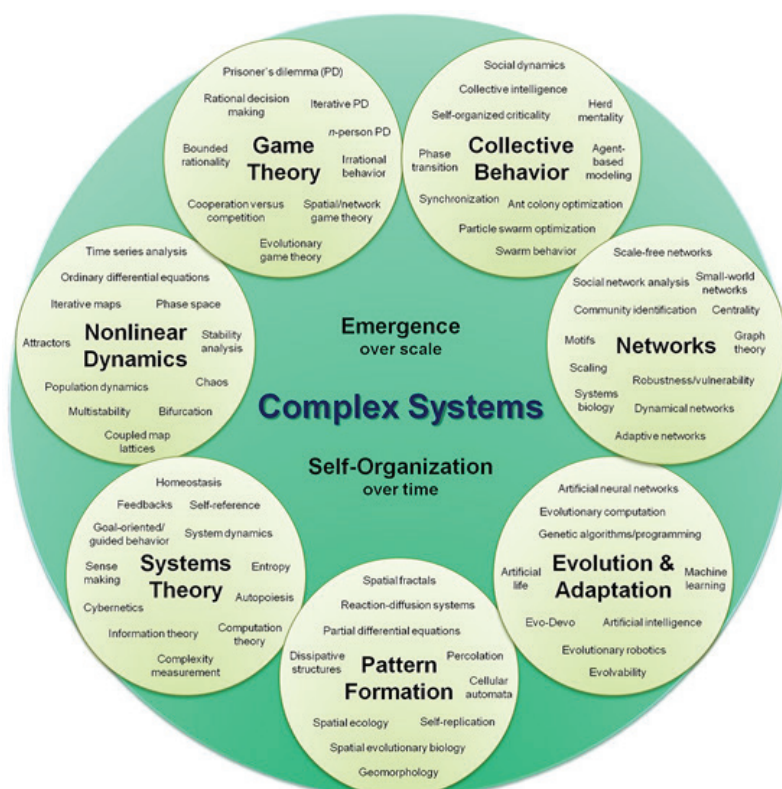 Prisoner's dilemma (PD)
Rational decision
making
Iterative PD
n-person PD
Game
Theory
Bounded
rationality
Irrational
behavior
Cooperation versus
competition
Spatial/network
game theory
Evolutionary
game theory
Social dynamics
Collective intelligence
Self-organized criticality
Herd
mentality
Collective
Behavior
Phase
transition
Agent-
based
modeling
Synchronization
Ant colony optimization
Particle swarm optimization
Swarm behavior
Time series analysis
Ordinary differential equations
Iterative maps
Phase space
Attractors
Nonlinear
Dynamics
Stability
analysis
Population dynamics
Chaos
Multistability
Bifurcation
Coupled map
lattices
Emergence
over scale
Complex Systems
Self-Organization
over time
Scale-free networks
Social network analysis
Small-world
networks
Community identification
Centrality
Motifs
Networks
Graph
theory
Scaling
Robustness/vulnerability
Systems
biology
Dynamical networks
Adaptive networks
Homeostasis
Feedbacks
Self-reference
Goal-oriented/
guided behavior
System dynamics
Sense
making
Systems
Theory
Entropy
Autopoiesis
Cybernetics
Information theory
Computation
theory
Complexity
measurement
Spatial fractals
Reaction-diffusion systems
Partial differential equations
Dissipative
structures
Pattern
Formation
Percolation
Cellular
automata
Spatial ecology
Self-replication
Spatial evolutionary biology
Geomorphology
Artificial neural networks
Evolutionary computation
Genetic algorithms/programming
Artificial
life
Evolution &
Adaptation
Machine
learning
Evo-Devo
Artificial intelligence
Evolutionary robotics
Evolvability